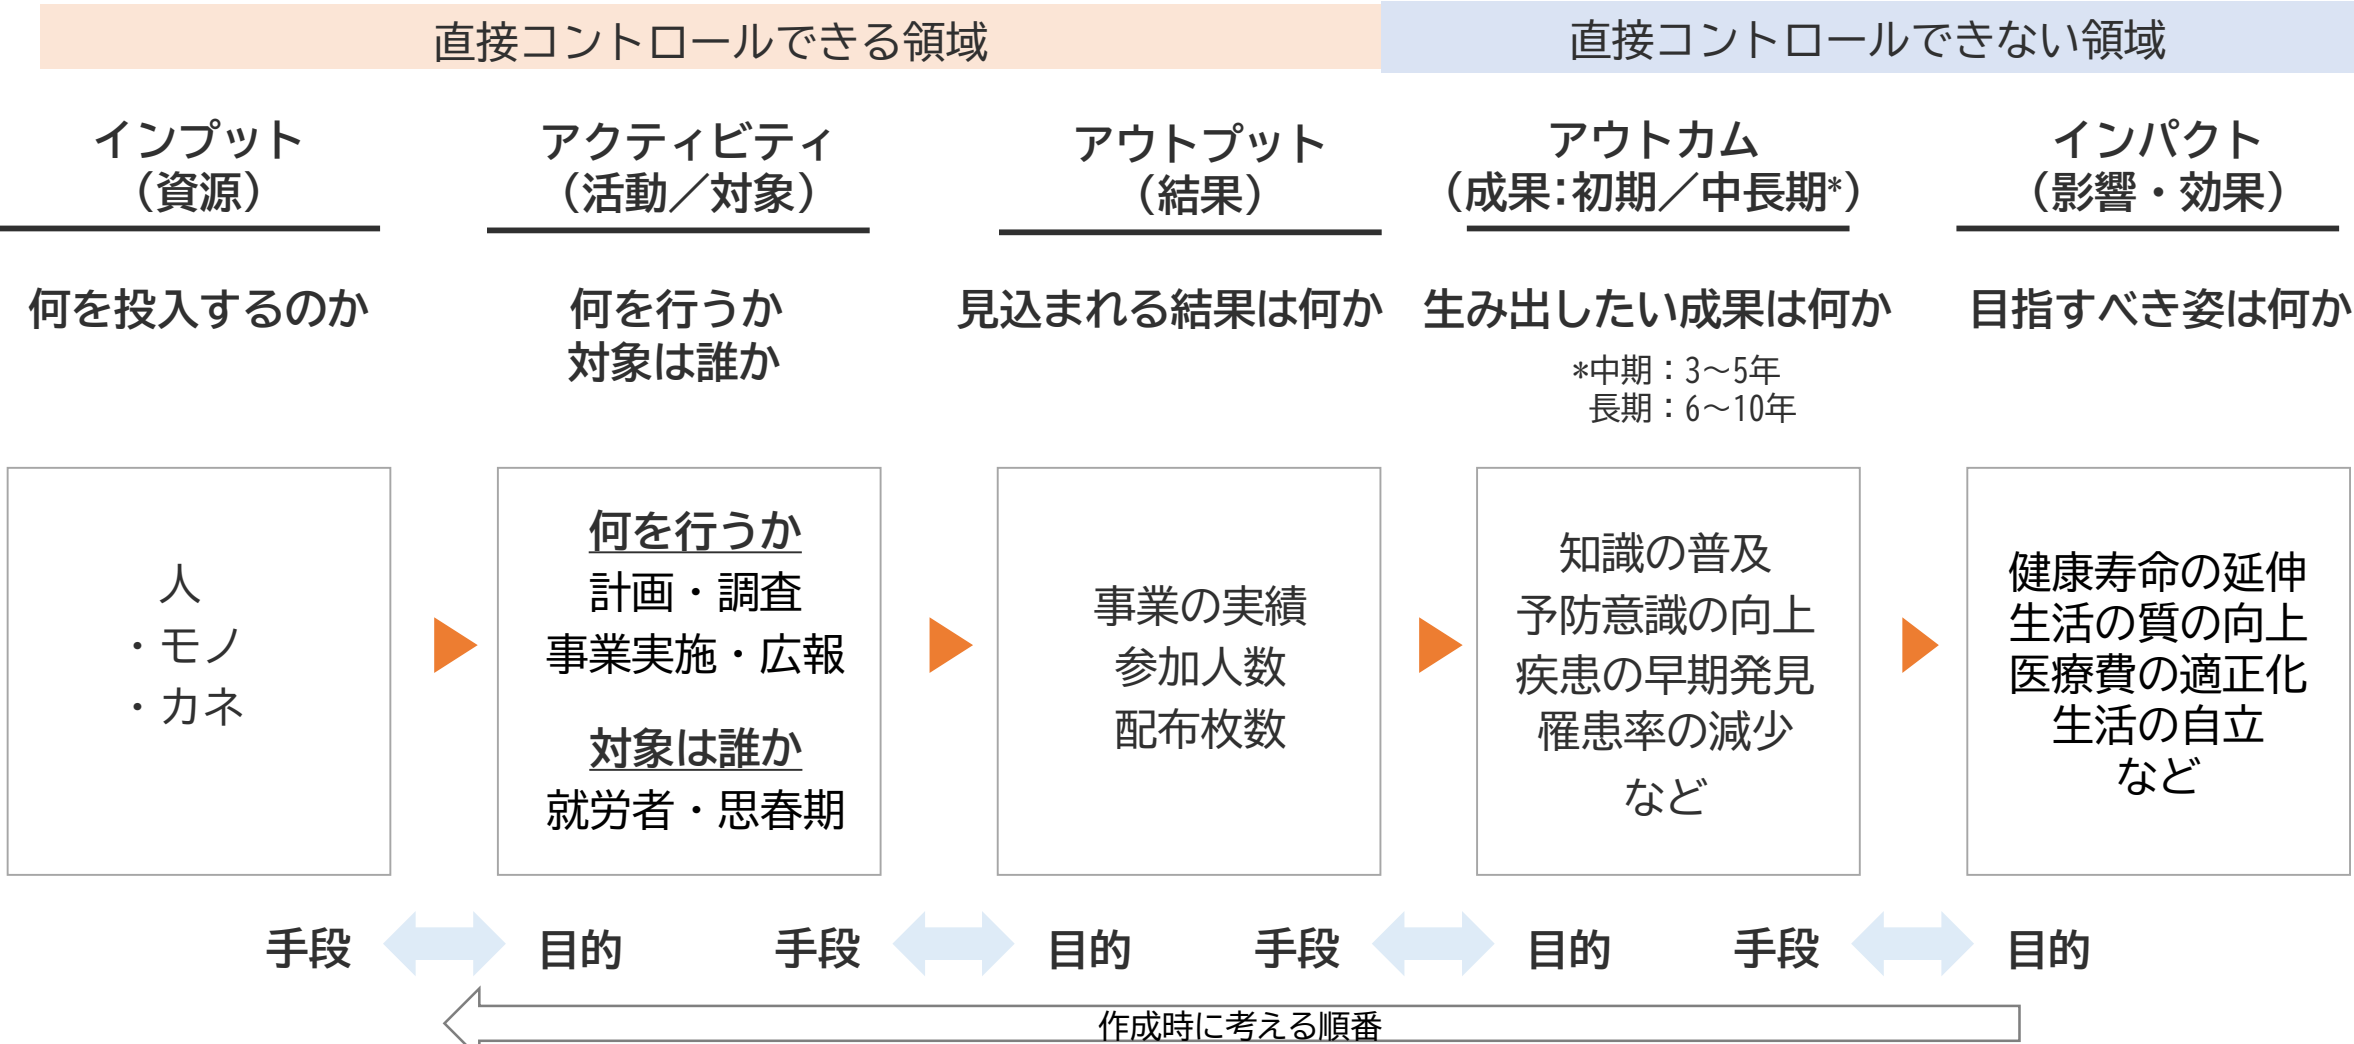 直接コントロールできる領域
直接コントロールできない領域
インプット
（資源）
何を投入するのか
アクティビティ
（活動／対象）
何を行うか
対象は誰か
アウトプット
（結果）
見込まれる結果は何か
アウトカム
（成果：初期／中長期*）
生み出したい成果は何か
*中期：3～5年
長期：6～10年
インパクト
（影響・効果）
目指すべき姿は何か
人
・モノ
・カネ
何を行うか
計画・調査
事業実施・広報
対象は誰か
就労者・思春期
事業の実績
参加人数
配布枚数
知識の普及
予防意識の向上
疾患の早期発見
罹患率の減少
など
健康寿命の延伸
生活の質の向上
医療費の適正化
生活の自立
など
手段
目的
手段
目的
手段
目的
手段
目的
作成時に考える順番